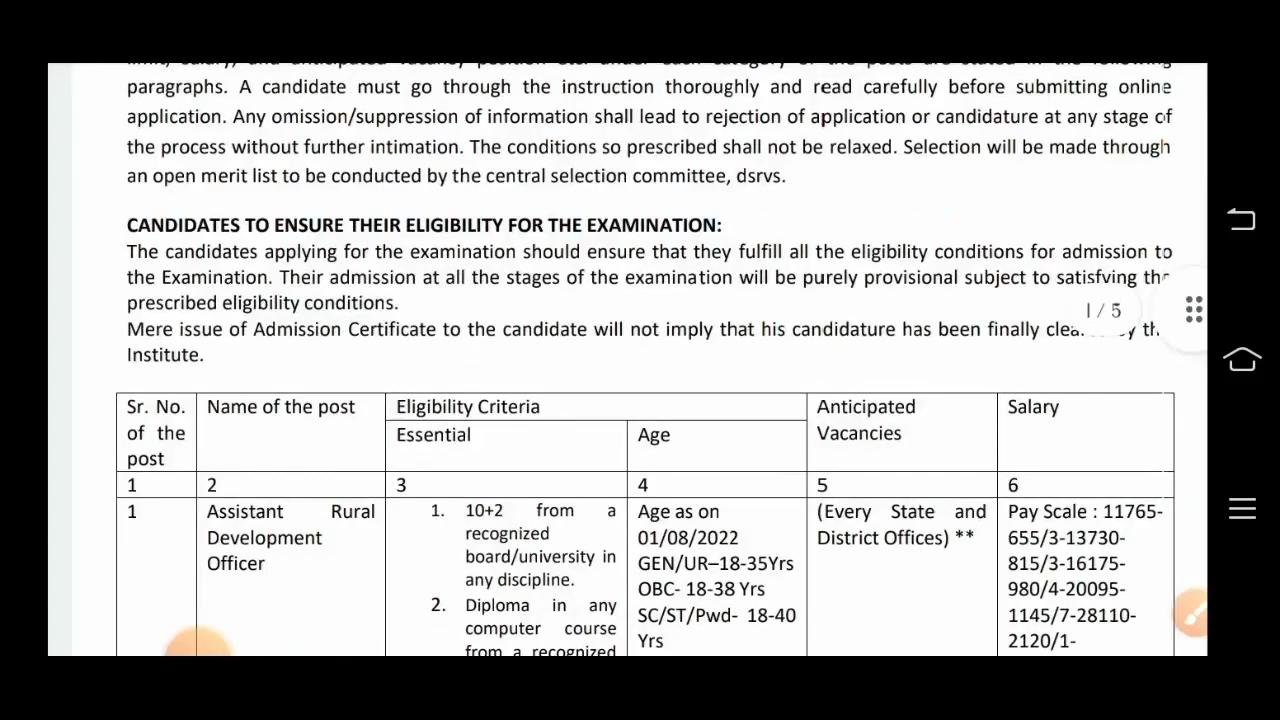 paragraphs. A candidate must go through the instruction thoroughly and read carefully before submitting online
application. Any omission/suppression of information shall lead to rejection of application or candidature at any stage of
the process without further intimation. The conditions so prescribed shall not be relaxed. Selection will be made through
an open merit list to be conducted by the central selection committee, dsrvs.
CANDIDATES TO ENSURE THEIR ELIGIBILITY FOR THE EXAMINATION:
The candidates applying for the examination should ensure that they fulfill all the eligibility conditions for admission to
the Examination. Their admission at all the stages of the examination will be purely provisional subject to satisfying the
prescribed eligibility conditions.
1 / 5
Mere issue of Admission Certificate to the candidate will not imply that his candidature has been finally
Institute.
Sr. No.
of the
post
Name of the post
Eligibility Criteria
Essential
Age
Anticipated
Vacancies
Salary
1
2
3
4
5
6
1
Assistant Rural
Development
Officer
1. 10+2 from a
recognized
board/university in
any discipline.
2. Diploma in any
computer course
from a recognized
Age as on
01/08/2022
GEN/UR–18-35Yrs
OBC- 18-38 Yrs
SC/ST/Pwd- 18-40
Yrs
(Every State and
District Offices) **
Pay Scale : 11765-
655/3-13730-
815/3-16175-
980/4-20095-
1145/7-28110-
2120/1-